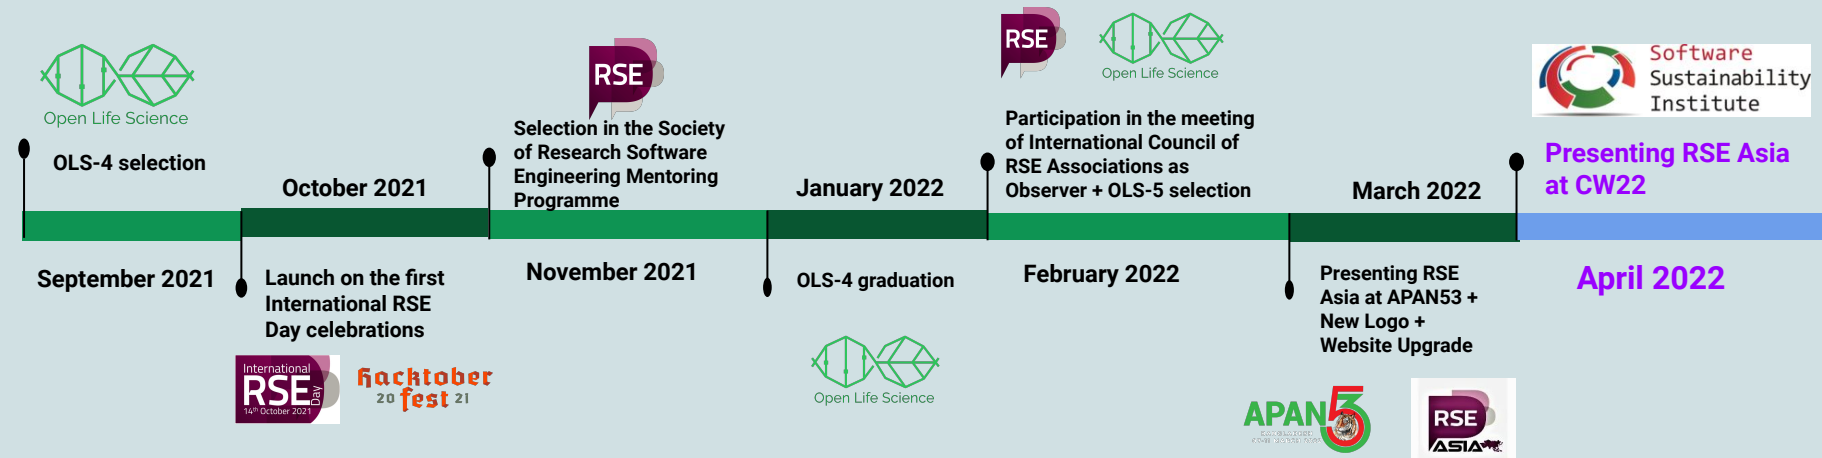 Open Life Science
OLS-4 selection
September 2021
October 2021
Launch on the first
International RSE
Day celebrations
International
RSE
Day
14th October 2021
hacktober
20 fest 21
RSE
Selection in the Society
of Research Software
Engineering Mentoring
Programme
November 2021
January 2022
OLS-4 graduation
Open Life Science
RSE
Open Life Science
Participation in the meeting
of International Council of
RSE Associations as
Observer + OLS-5 selection
February 2022
March 2022
Presenting RSE
Asia at APAN53 +
New Logo +
Website Upgrade
APAN53
RSE
ASIA
Software
Sustainability
Institute
Presenting RSE Asia
at CW22
April 2022